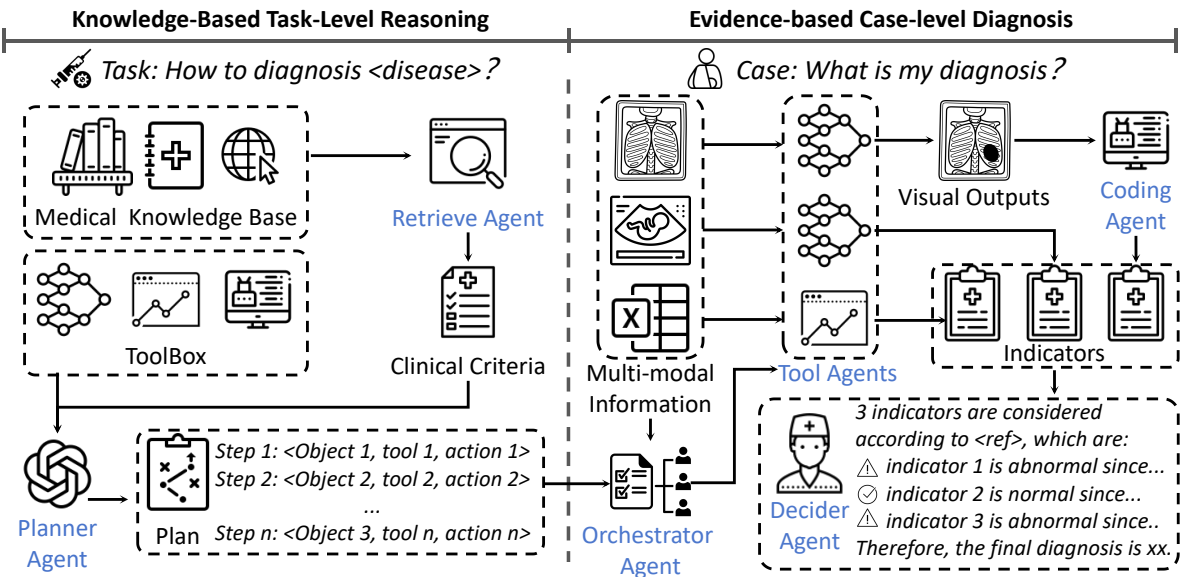 Knowledge-Based Task-Level Reasoning
Evidence-based Case-level Diagnosis
Task: How to diagnosis <disease>?
Case: What is my diagnosis?
Medical Knowledge Base
Retrieve Agent
ToolBox
Clinical Criteria
Planner
Agent
Plan
Step 1: <Object 1, tool 1, action 1>
Step 2: <Object 2, tool 2, action 2>
...
Step n: <Object 3, tool n, action n>
X
Multi-modal
Information
Orchestrator
Agent
Tool Agents
Visual Outputs
Coding
Agent
Indicators
Decider
Agent
3 indicators are considered
according to <ref>, which are:
indicator 1 is abnormal since...
indicator 2 is normal since...
indicator 3 is abnormal since..
Therefore, the final diagnosis is xx.